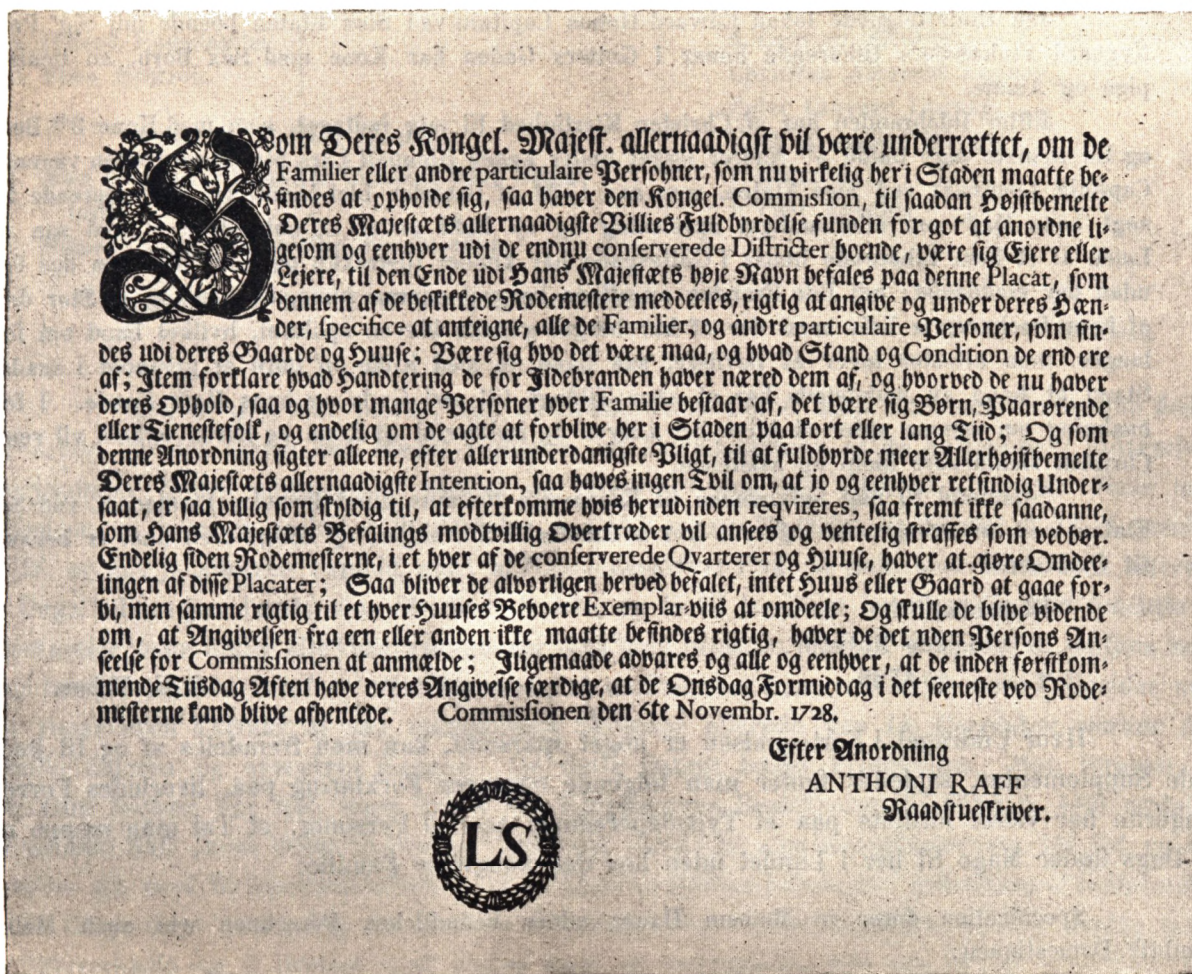 Som Deres Kongel. Majest. allernaadigst vil være underrættet, om de
Familier eller andre particulaire Persohner, som nu virkelig her i Staden maatte be-
findes at opholde sig, saa haver den Kongel. Commission, til saadan Højstbemelte
Deres Majestæts allernaadigste Villies Fuldbyrdelse funden for got at anordne li-
gesom og eenhver udi de endnu conserverede Districter boende, være sig Ejere eller
Lejere, til den Ende udi Hans Majestæts høje Navn befales paa denne Placat, som
dennem af de beskikkede Rodemestere meddeeles, rigtig at angive og under deres Hæn-
der, specifice at anteigne, alle de Familier, og andre particulaire Personer, som fin-
des udi deres Gaarde og Huuse; Være sig hvo det være maa, og hvad Stand og Condition de end ere
af; Item forklare hvad Handtering de for Ildebranden haver næred dem af, og hvorved de nu haver
deres Ophold, saa og hvor mange Personer hver Familie bestaar af, det være sig Børn, Paarørende
eller Tienestefolk, og endelig om de agte at forblive her i Staden paa kort eller lang Tiid; Og som
denne Anordning sigter alleene, efter allerunderdanigste Pligt, til at fuldbyrde meer Allerhøjstbemelte
Deres Majestæts allernaadigste Intention, saa haves ingen Tvil om, at jo og eenhver retsindig Under-
saat, er saa villig som skyldig til, at efterkomme hvis herudinden reqvireres, saa fremt ikke saadanne,
som Hans Majestæts Befalings modtvillig Overtræder vil ansees og ventelig straffes som vedbør.
Endelig siden Rodemesterne, i et hver af de conserverede Qvarterer og Huuse, haver at giøre Omdee-
lingen af disse Placater; Saa bliver de alvorligen herved befalet, intet Huus eller Gaard at gaae for-
bi, men samme rigtig til et hver Huuses Beboere Exemplar-viis at omdeele; Og skulle de blive vidende
om, at Angivelsen fra een eller anden ikke maatte befindes rigtig, haver de det uden Persons An-
seelse for Commissionen at anmælde; Iligemaade advares og alle og eenhver, at de inden førstkom-
mende Tiisdag Aften have deres Angivelse færdige, at de Onsdag Formiddag i det seeneste ved Rode-
mesterne kand blive afhentede. Commissionen den 6te Novembr. 1728.
Efter Anordning
ANTHONI RAFF
Raadstueskriver.
LS